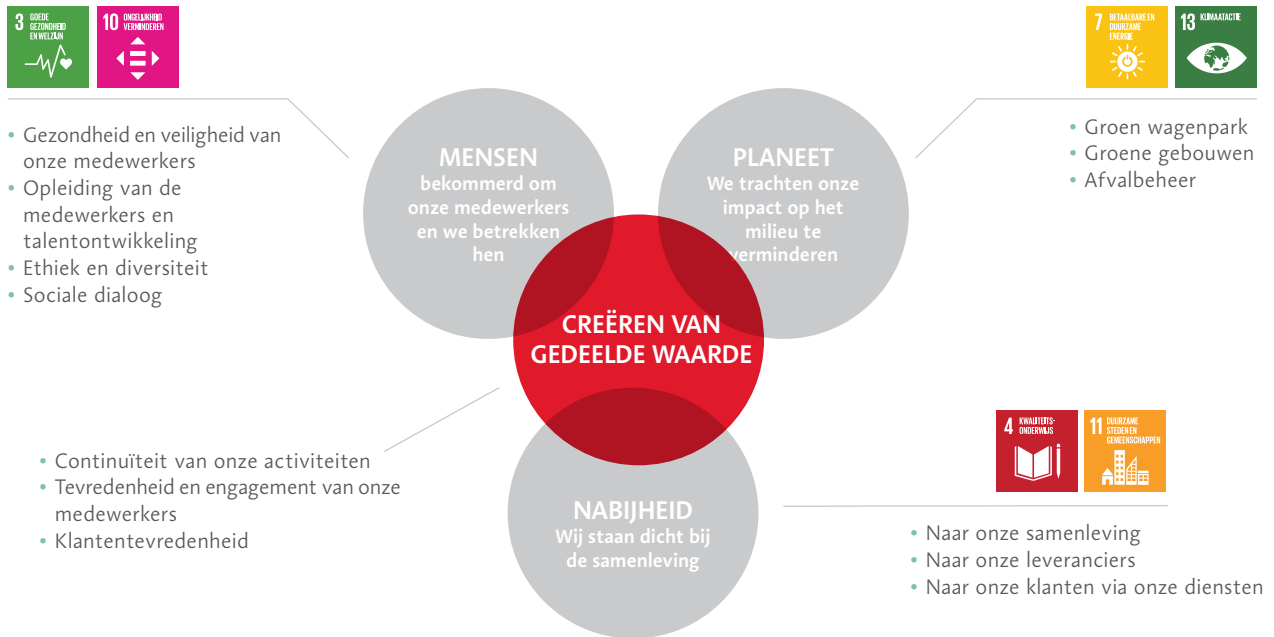 3 GOEDE
GEZONDHEID
EN WELZIJN
10 ONGELIJKHEID
VERMINDEREN
• Gezondheid en veiligheid van
onze medewerkers
• Opleiding van de
medewerkers en
talentontwikkeling
• Ethiek en diversiteit
• Sociale dialoog
MENSEN
bekommerd om
onze medewerkers
en we betrekken
hen
PLANEET
We trachten onze
impact op het
milieu te
verminderen
7 BETAALBARE EN
DUURZAME
ENERGIE
13 KLIMAATACTIE
• Groen wagenpark
• Groene gebouwen
• Afvalbeheer
CREËREN VAN
GEDEELDE WAARDE
• Continuïteit van onze activiteiten
• Tevredenheid en engagement van onze
medewerkers
• Klantentevredenheid
NABIJHEID
Wij staan dicht bij
de samenleving
4 KWALITEITS-
ONDERWIJS
11 DUURZAME
STEDEN EN
GEMEENSCHAPPEN
• Naar onze samenleving
• Naar onze leveranciers
• Naar onze klanten via onze diensten